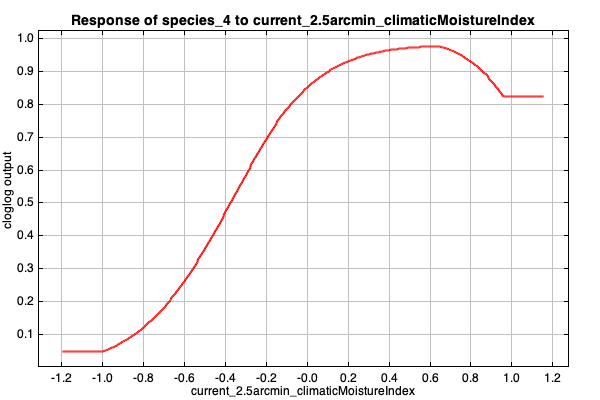 Response of species_4 to current_2.5arcmin_climaticMoistureIndex
1.0
0.9
0.8
0.7
0.6
0.5
0.4
0.3
0.2
0.1
cloglog output
-1.2 -1.0 -0.8 -0.6 -0.4 -0.2 -0.0 0.2 0.4 0.6 0.8 1.0 1.2
current_2.5arcmin_climaticMoistureIndex